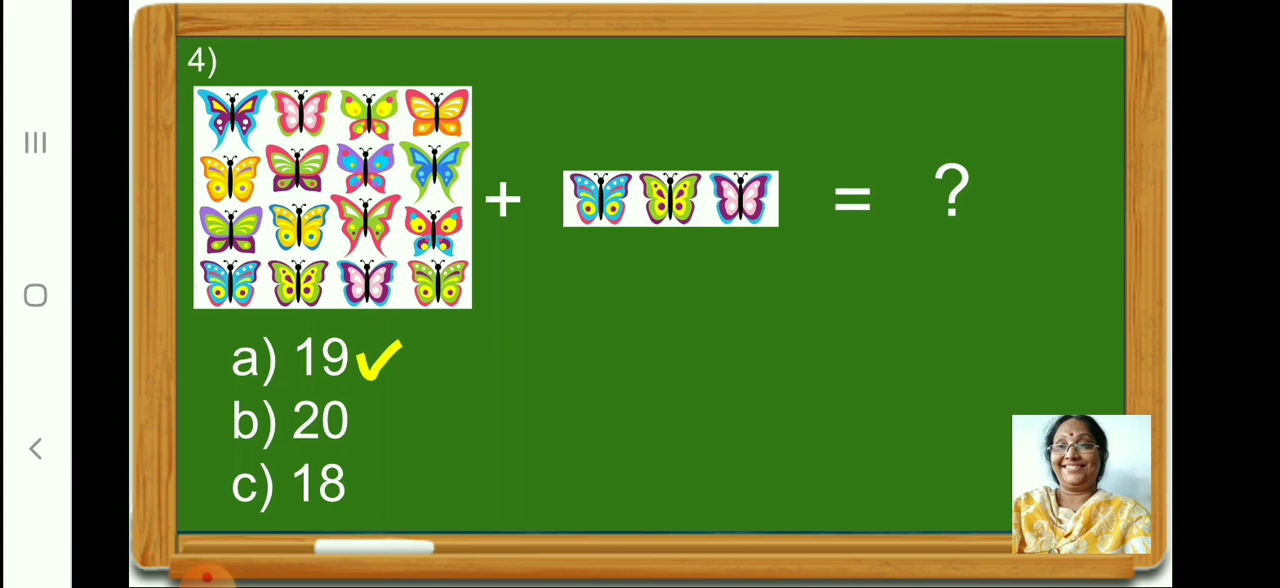 4)
+ = ?
a) 19✓
b) 20
c) 18